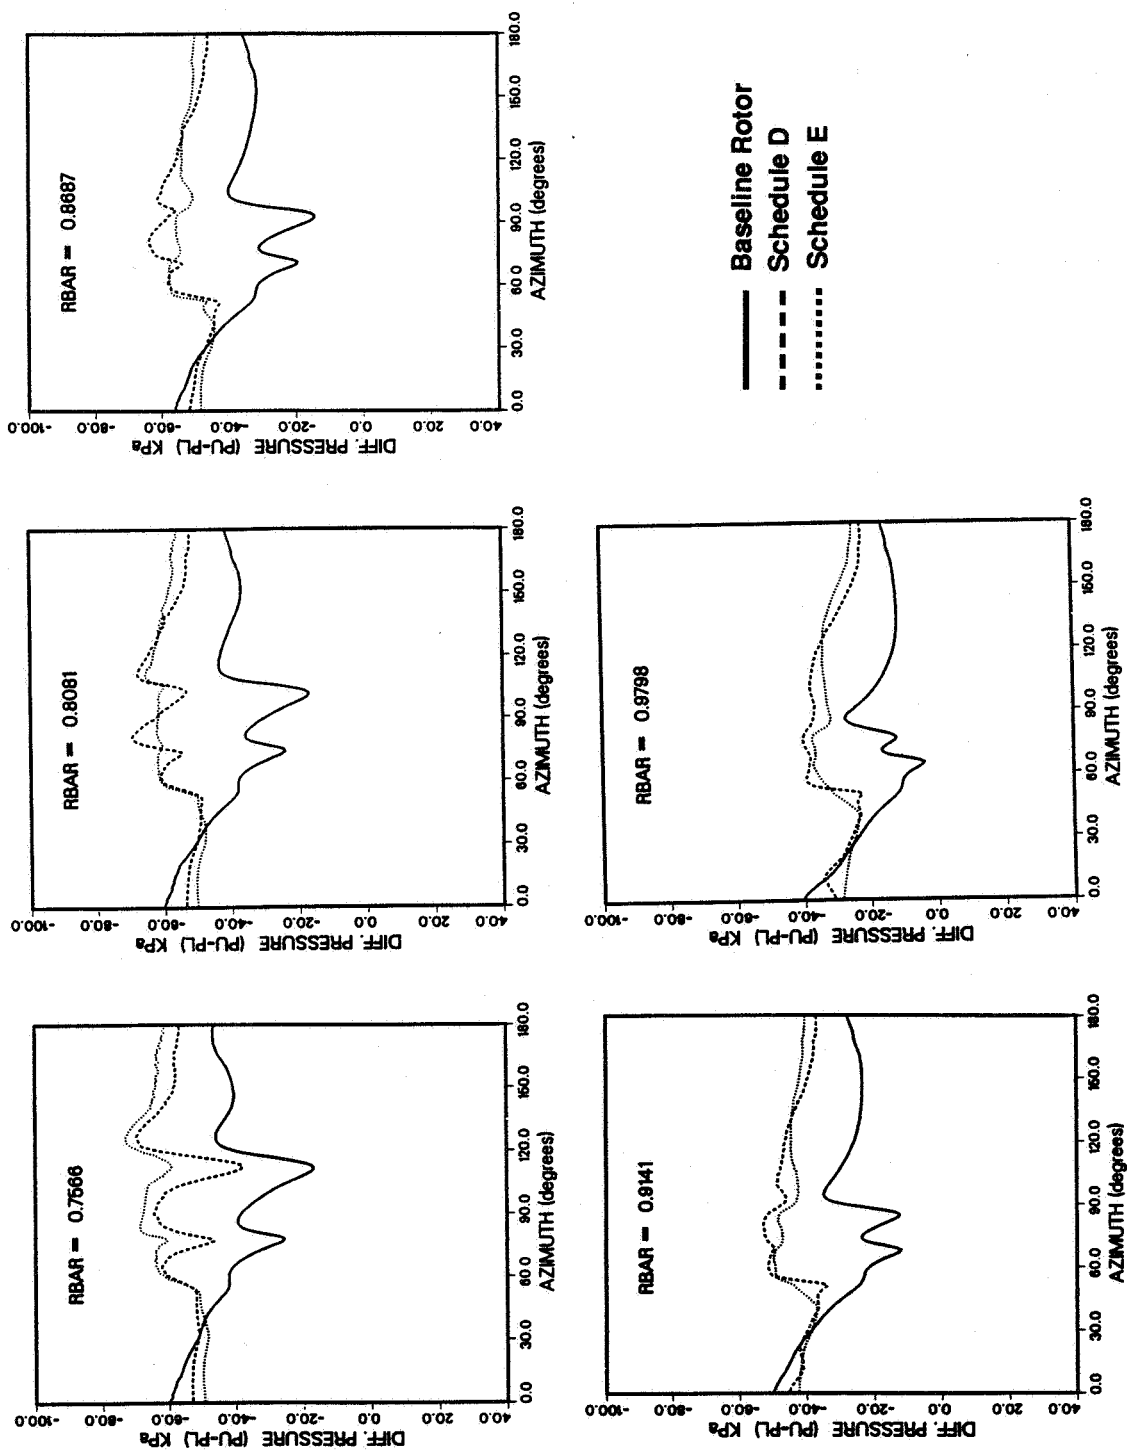 RBAR = 0.7566
-100.0
-80.0
-60.0
-40.0
-20.0
0.0
20.0
40.0
DIFF. PRESSURE (PU-PL) KPa
0.0 30.0 60.0 90.0 120.0 150.0 180.0
AZIMUTH (degrees)
RBAR = 0.8081
-100.0
-80.0
-60.0
-40.0
-20.0
0.0
20.0
40.0
DIFF. PRESSURE (PU-PL) KPa
0.0 30.0 60.0 90.0 120.0 150.0 180.0
AZIMUTH (degrees)
RBAR = 0.8687
-100.0
-80.0
-60.0
-40.0
-20.0
0.0
20.0
40.0
DIFF. PRESSURE (PU-PL) KPa
0.0 30.0 60.0 90.0 120.0 150.0 180.0
AZIMUTH (degrees)
RBAR = 0.9141
-100.0
-80.0
-60.0
-40.0
-20.0
0.0
20.0
40.0
DIFF. PRESSURE (PU-PL) KPa
0.0 30.0 60.0 90.0 120.0 150.0 180.0
AZIMUTH (degrees)
RBAR = 0.9798
-100.0
-80.0
-60.0
-40.0
-20.0
0.0
20.0
40.0
DIFF. PRESSURE (PU-PL) KPa
0.0 30.0 60.0 90.0 120.0 150.0 180.0
AZIMUTH (degrees)
Baseline Rotor
Schedule D
Schedule E